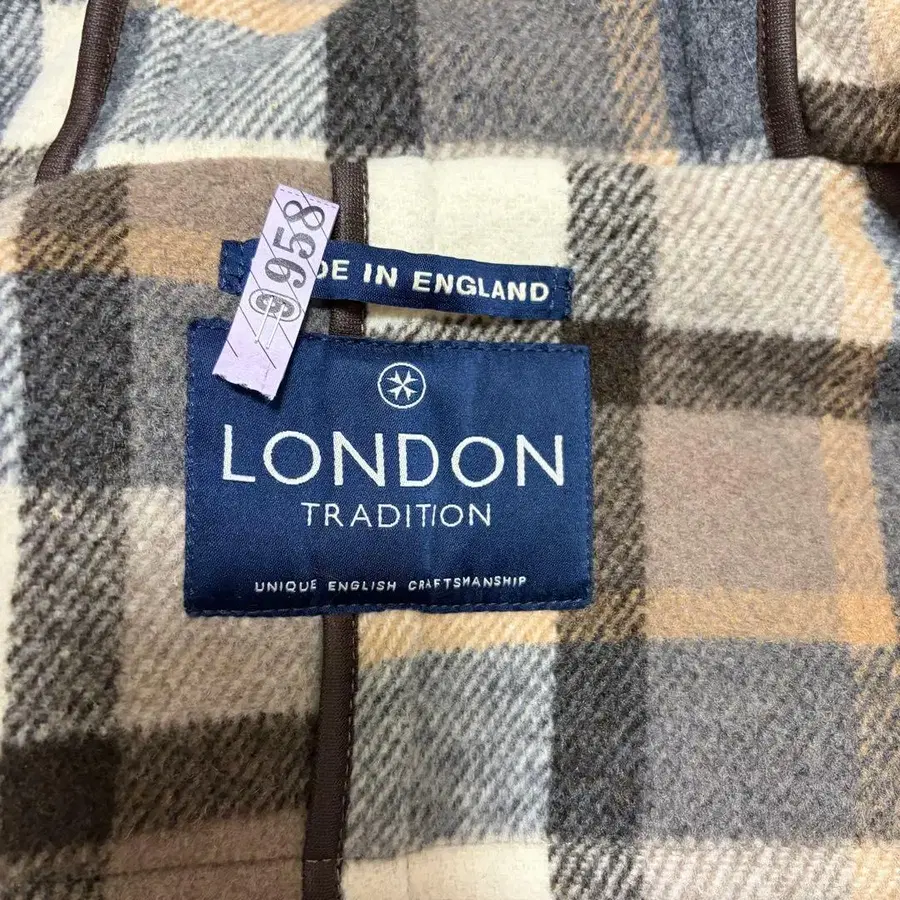 9958
DE IN ENGLAND
LONDON
TRADITION
UNIQUE ENGLISH CRAFTSMANSHIP